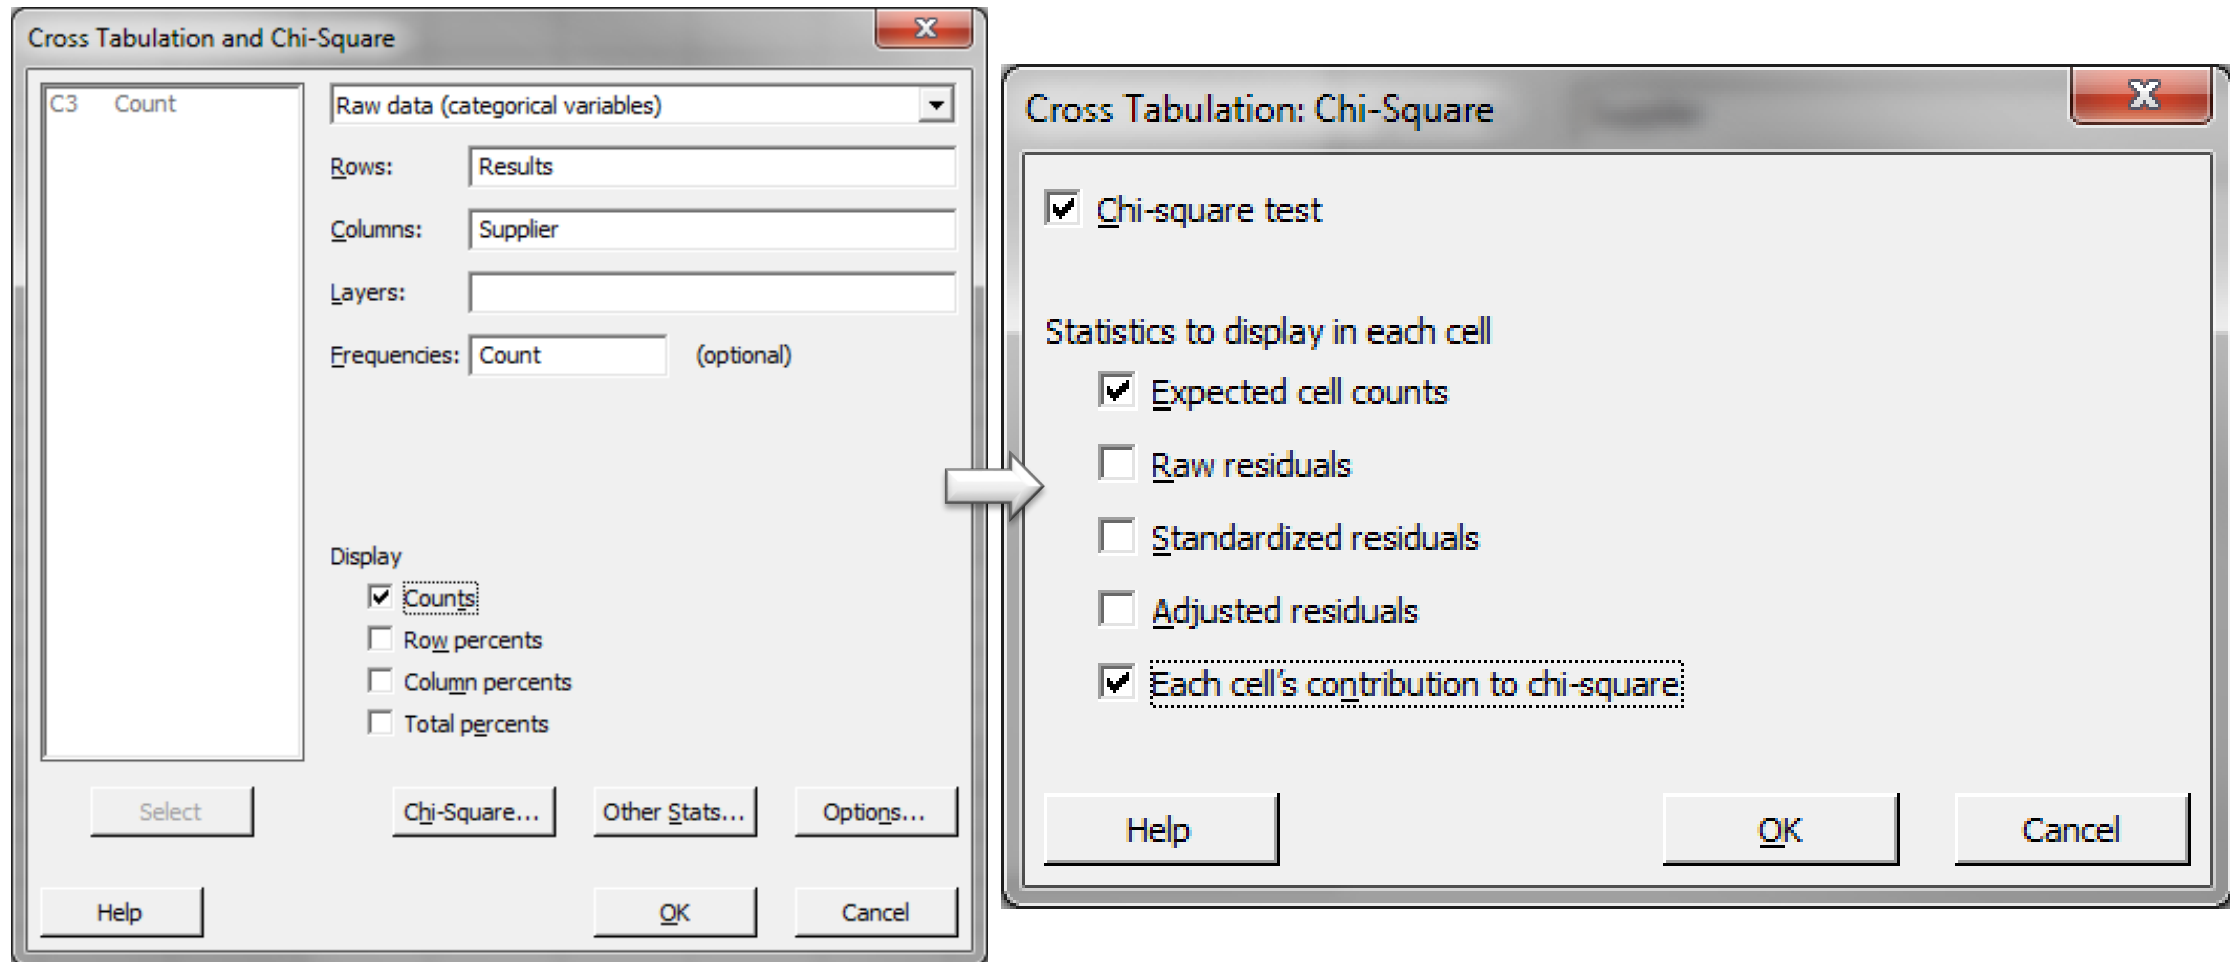 Cross Tabulation and Chi-Square
C3 Count
Raw data (categorical variables)
Rows: Results
Columns: Supplier
Layers:
Frequencies: Count (optional)
Display
Counts
Row percents
Column percents
Total percents
Select Chi-Square... Other Stats... Options...
Help OK Cancel
Cross Tabulation: Chi-Square
Chi-square test
Statistics to display in each cell
Expected cell counts
Raw residuals
Standardized residuals
Adjusted residuals
Each cell's contribution to chi-square
Help OK Cancel